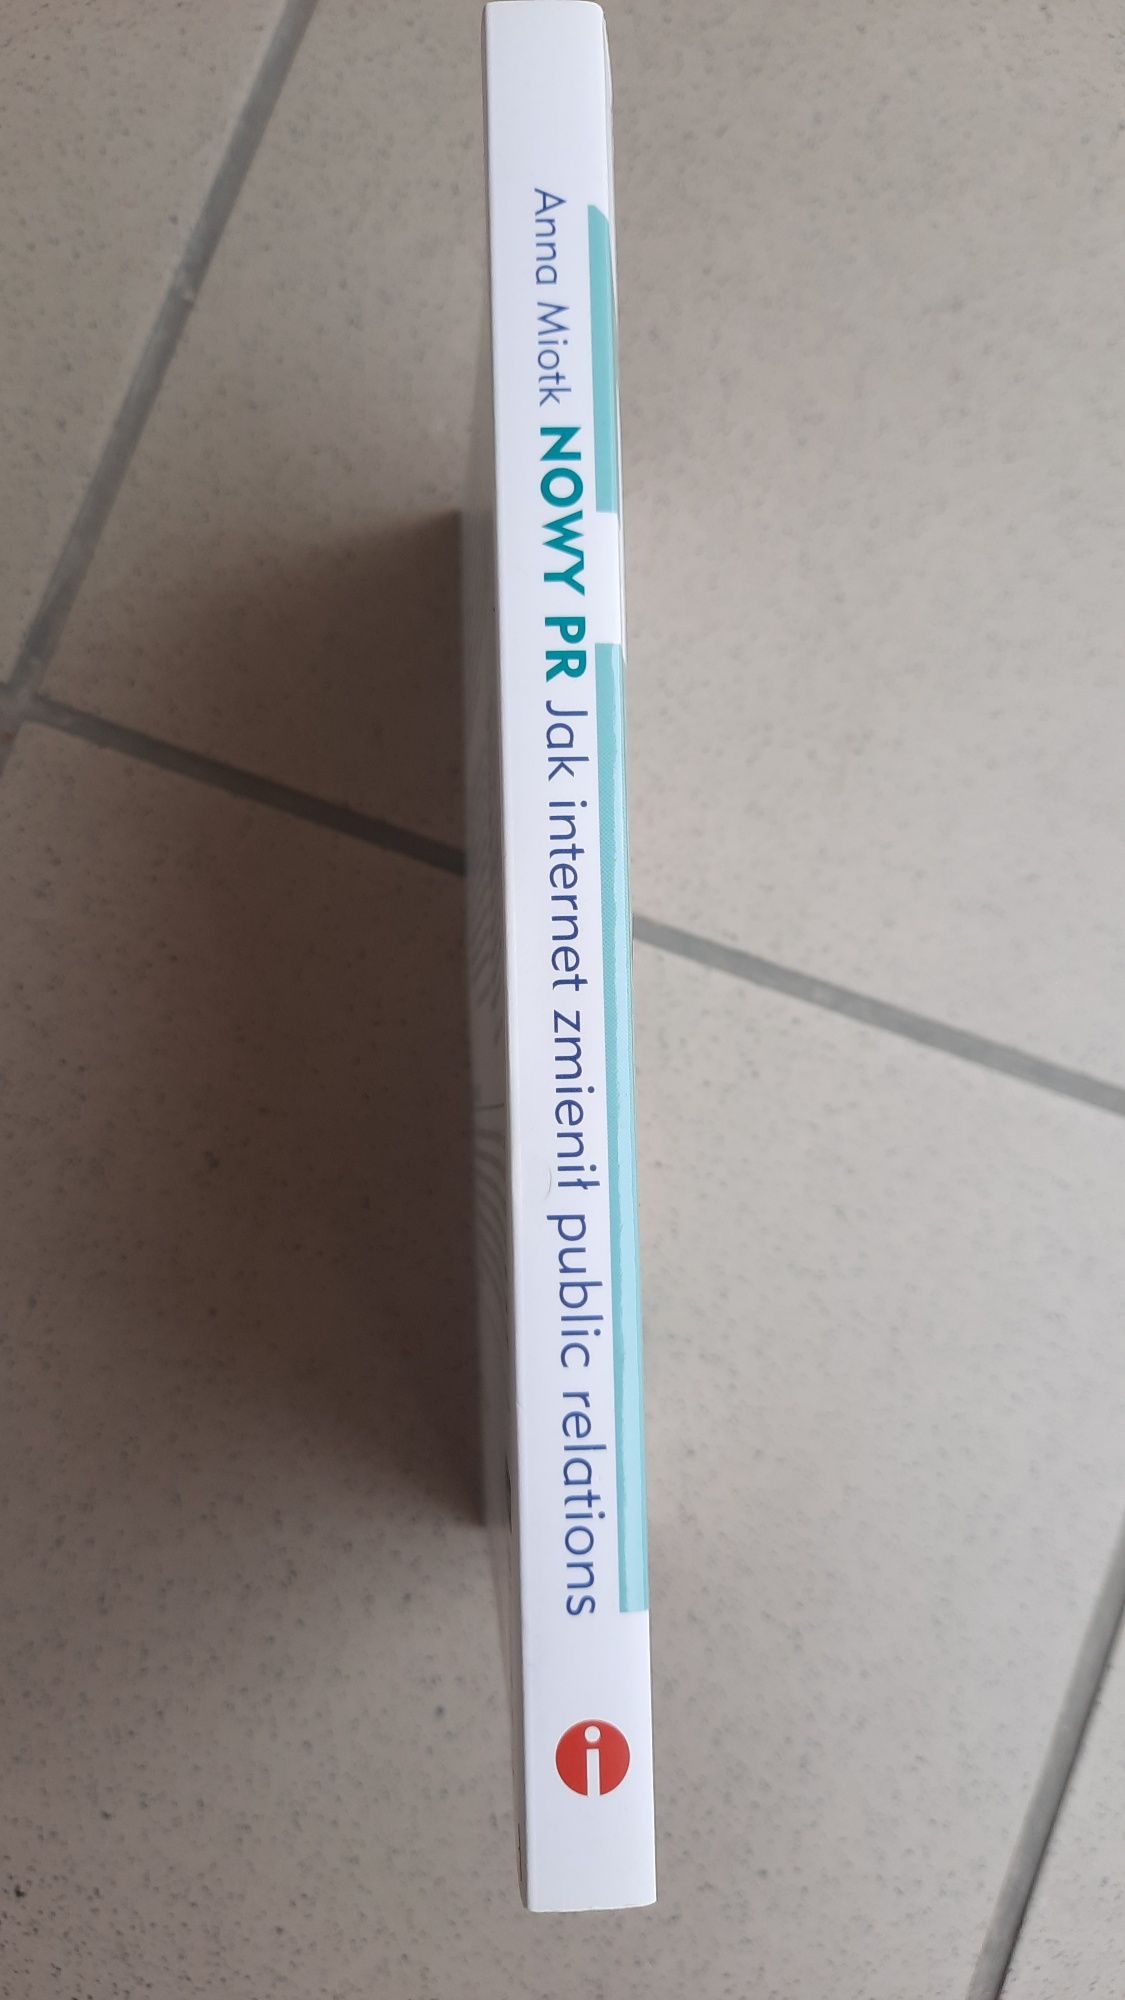 Anna Miotk NOWY PR Jak internet zmienił public relations
i